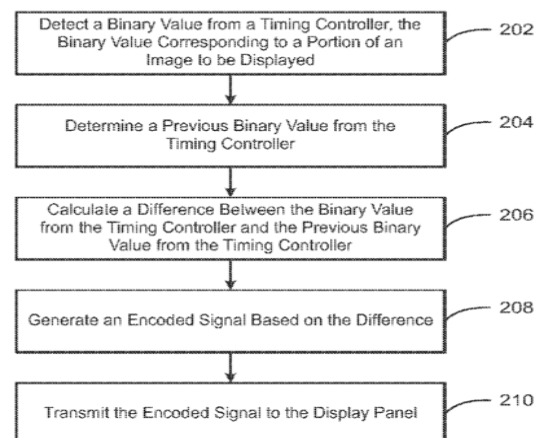 Detect a Binary Value from a Timing Controller, the
Binary Value Corresponding to a Portion of an
Image to be Displayed
202
Determine a Previous Binary Value from the
Timing Controller
204
Calculate a Difference Between the Binary Value
from the Timing Controller and the Previous Binary
Value from the Timing Controller
206
Generate an Encoded Signal Based on the Difference
208
Transmit the Encoded Signal to the Display Panel
210